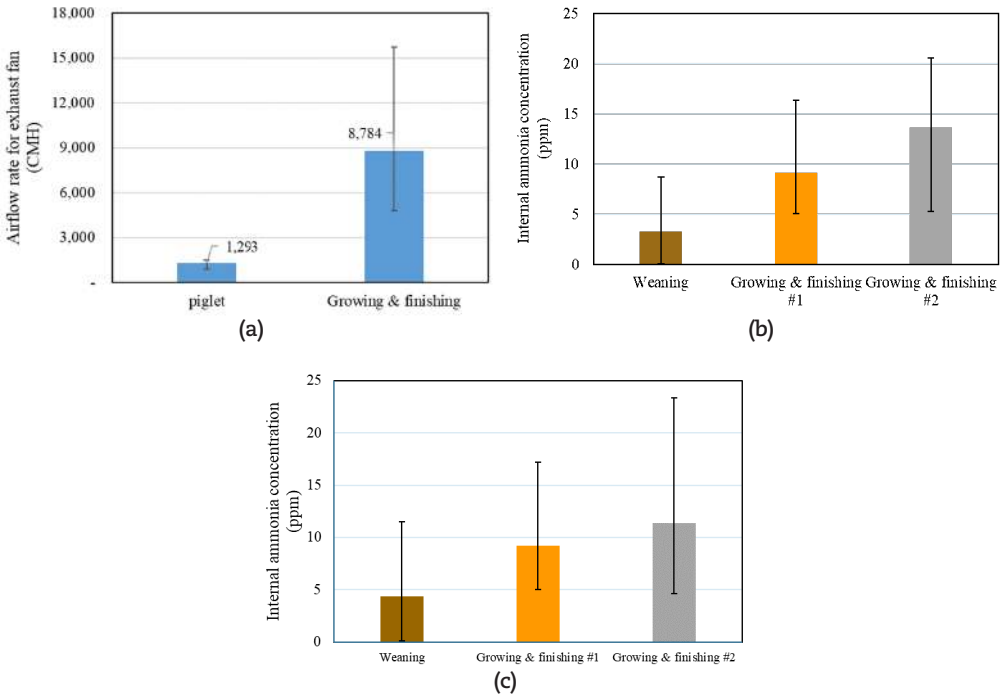 18,000
15,000
12,000
9,000
6,000
3,000
-
Airflow rate for exhaust fan
(CMH)
1,293
8,784
piglet
Growing & finishing
(a)
25
20
15
10
5
0
Internal ammonia concentration
(ppm)
Weaning
Growing & finishing
#1
Growing & finishing
#2
(b)
25
20
15
10
5
0
Internal ammonia concentration
(ppm)
Weaning
Growing & finishing #1
Growing & finishing #2
(c)